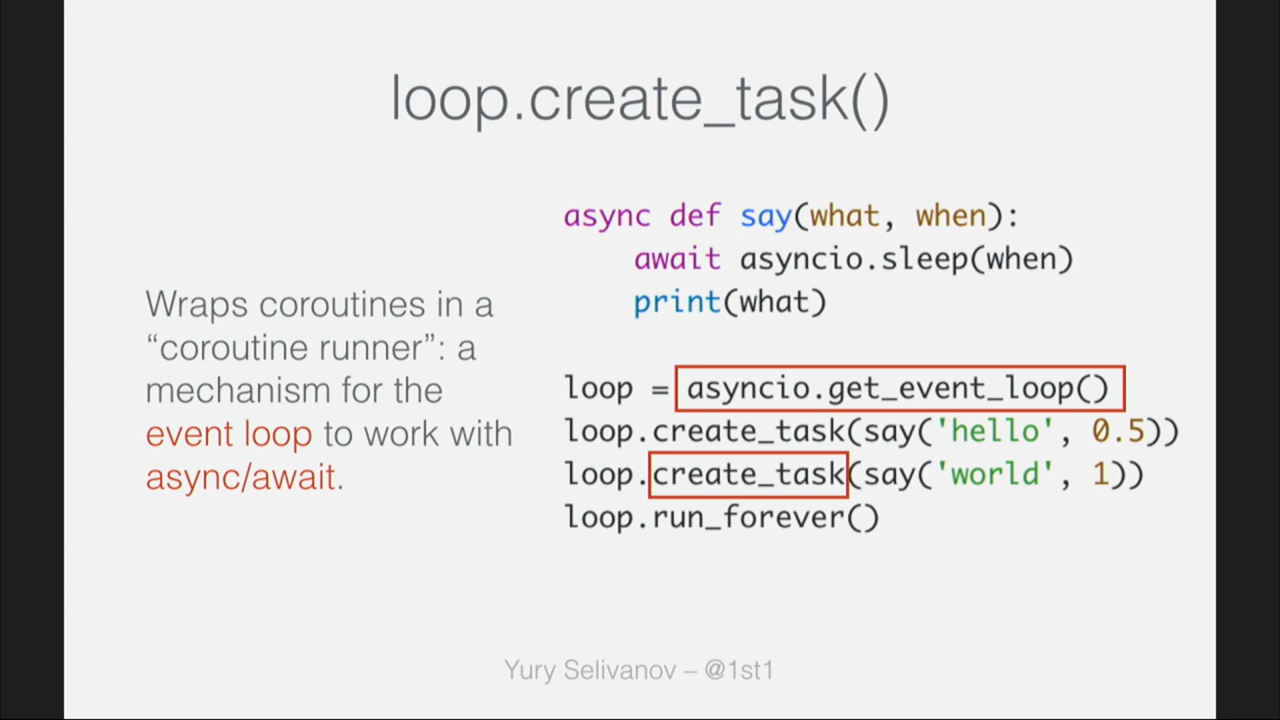 loop.create_task()
Wraps coroutines in a
“coroutine runner”: a
mechanism for the
event loop to work with
async/await.
async def say(what, when):
    await asyncio.sleep(when)
    print(what)
loop = asyncio.get_event_loop()
loop.create_task(say('hello', 0.5))
loop.create_task(say('world', 1))
loop.run_forever()
Yury Selivanov – @1st1